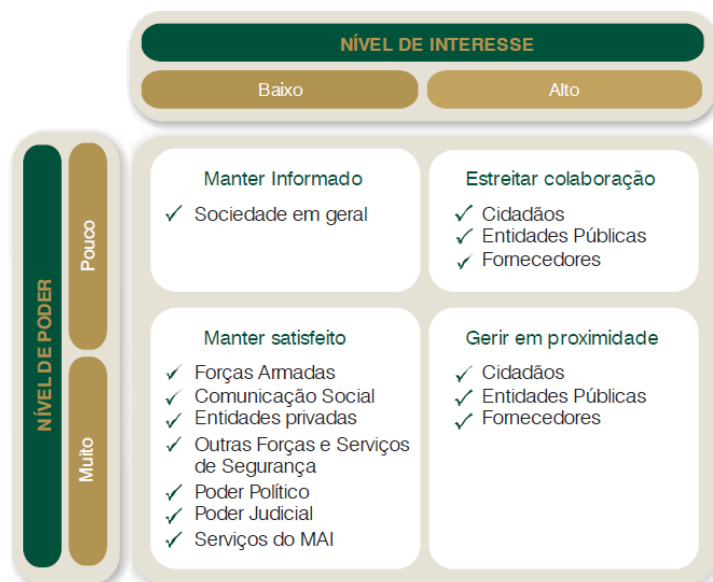 NÍVEL DE INTERESSE
Baixo
Alto
NÍVEL DE PODER
Pouco
Muito
Manter Informado
Sociedade em geral
Estreitar colaboração
Cidadãos
Entidades Públicas
Fornecedores
Manter satisfeito
Forças Armadas
Comunicação Social
Entidades privadas
Outras Forças e Serviços
de Segurança
Poder Político
Poder Judicial
Serviços do MAI
Gerir em proximidade
Cidadãos
Entidades Públicas
Fornecedores